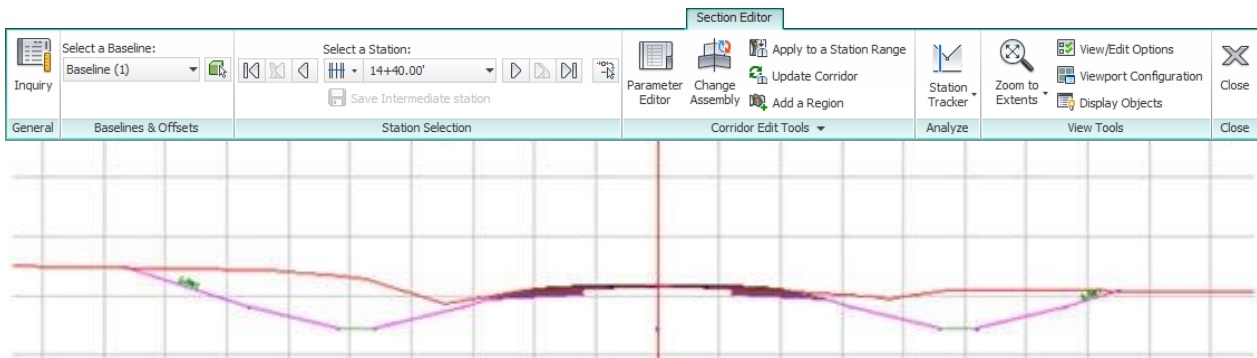 Section Editor
Inquiry
Select a Baseline:
Baseline (1)
Select a Station:
14+40.00'
Save Intermediate station
Parameter
Editor
Change
Assembly
Apply to a Station Range
Update Corridor
Add a Region
Station
Tracker
Zoom to
Extents
View/Edit Options
Viewport Configuration
Display Objects
Close
General
Baselines & Offsets
Station Selection
Corridor Edit Tools
Analyze
View Tools
Close